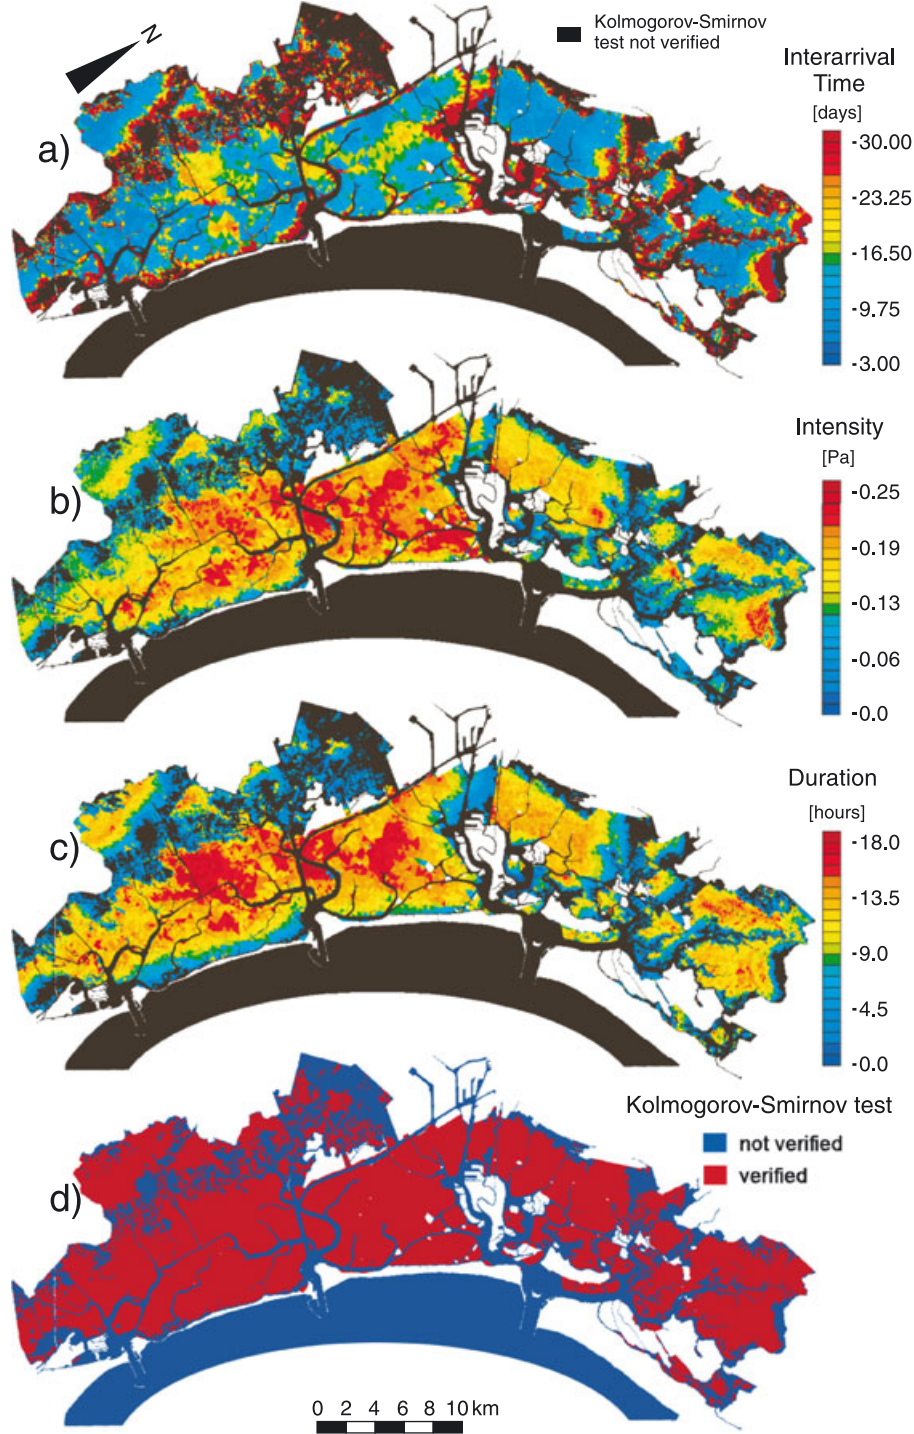 N
Kolmogorov-Smirnov
test not verified
Interarrival
Time
[days]
a)
-30.00
-23.25
-16.50
-9.75
-3.00
Intensity
[Pa]
b)
-0.25
-0.19
-0.13
-0.06
-0.0
Duration
[hours]
c)
-18.0
-13.5
-9.0
-4.5
-0.0
Kolmogorov-Smirnov test
not verified
verified
d)
0 2 4 6 8 10 km